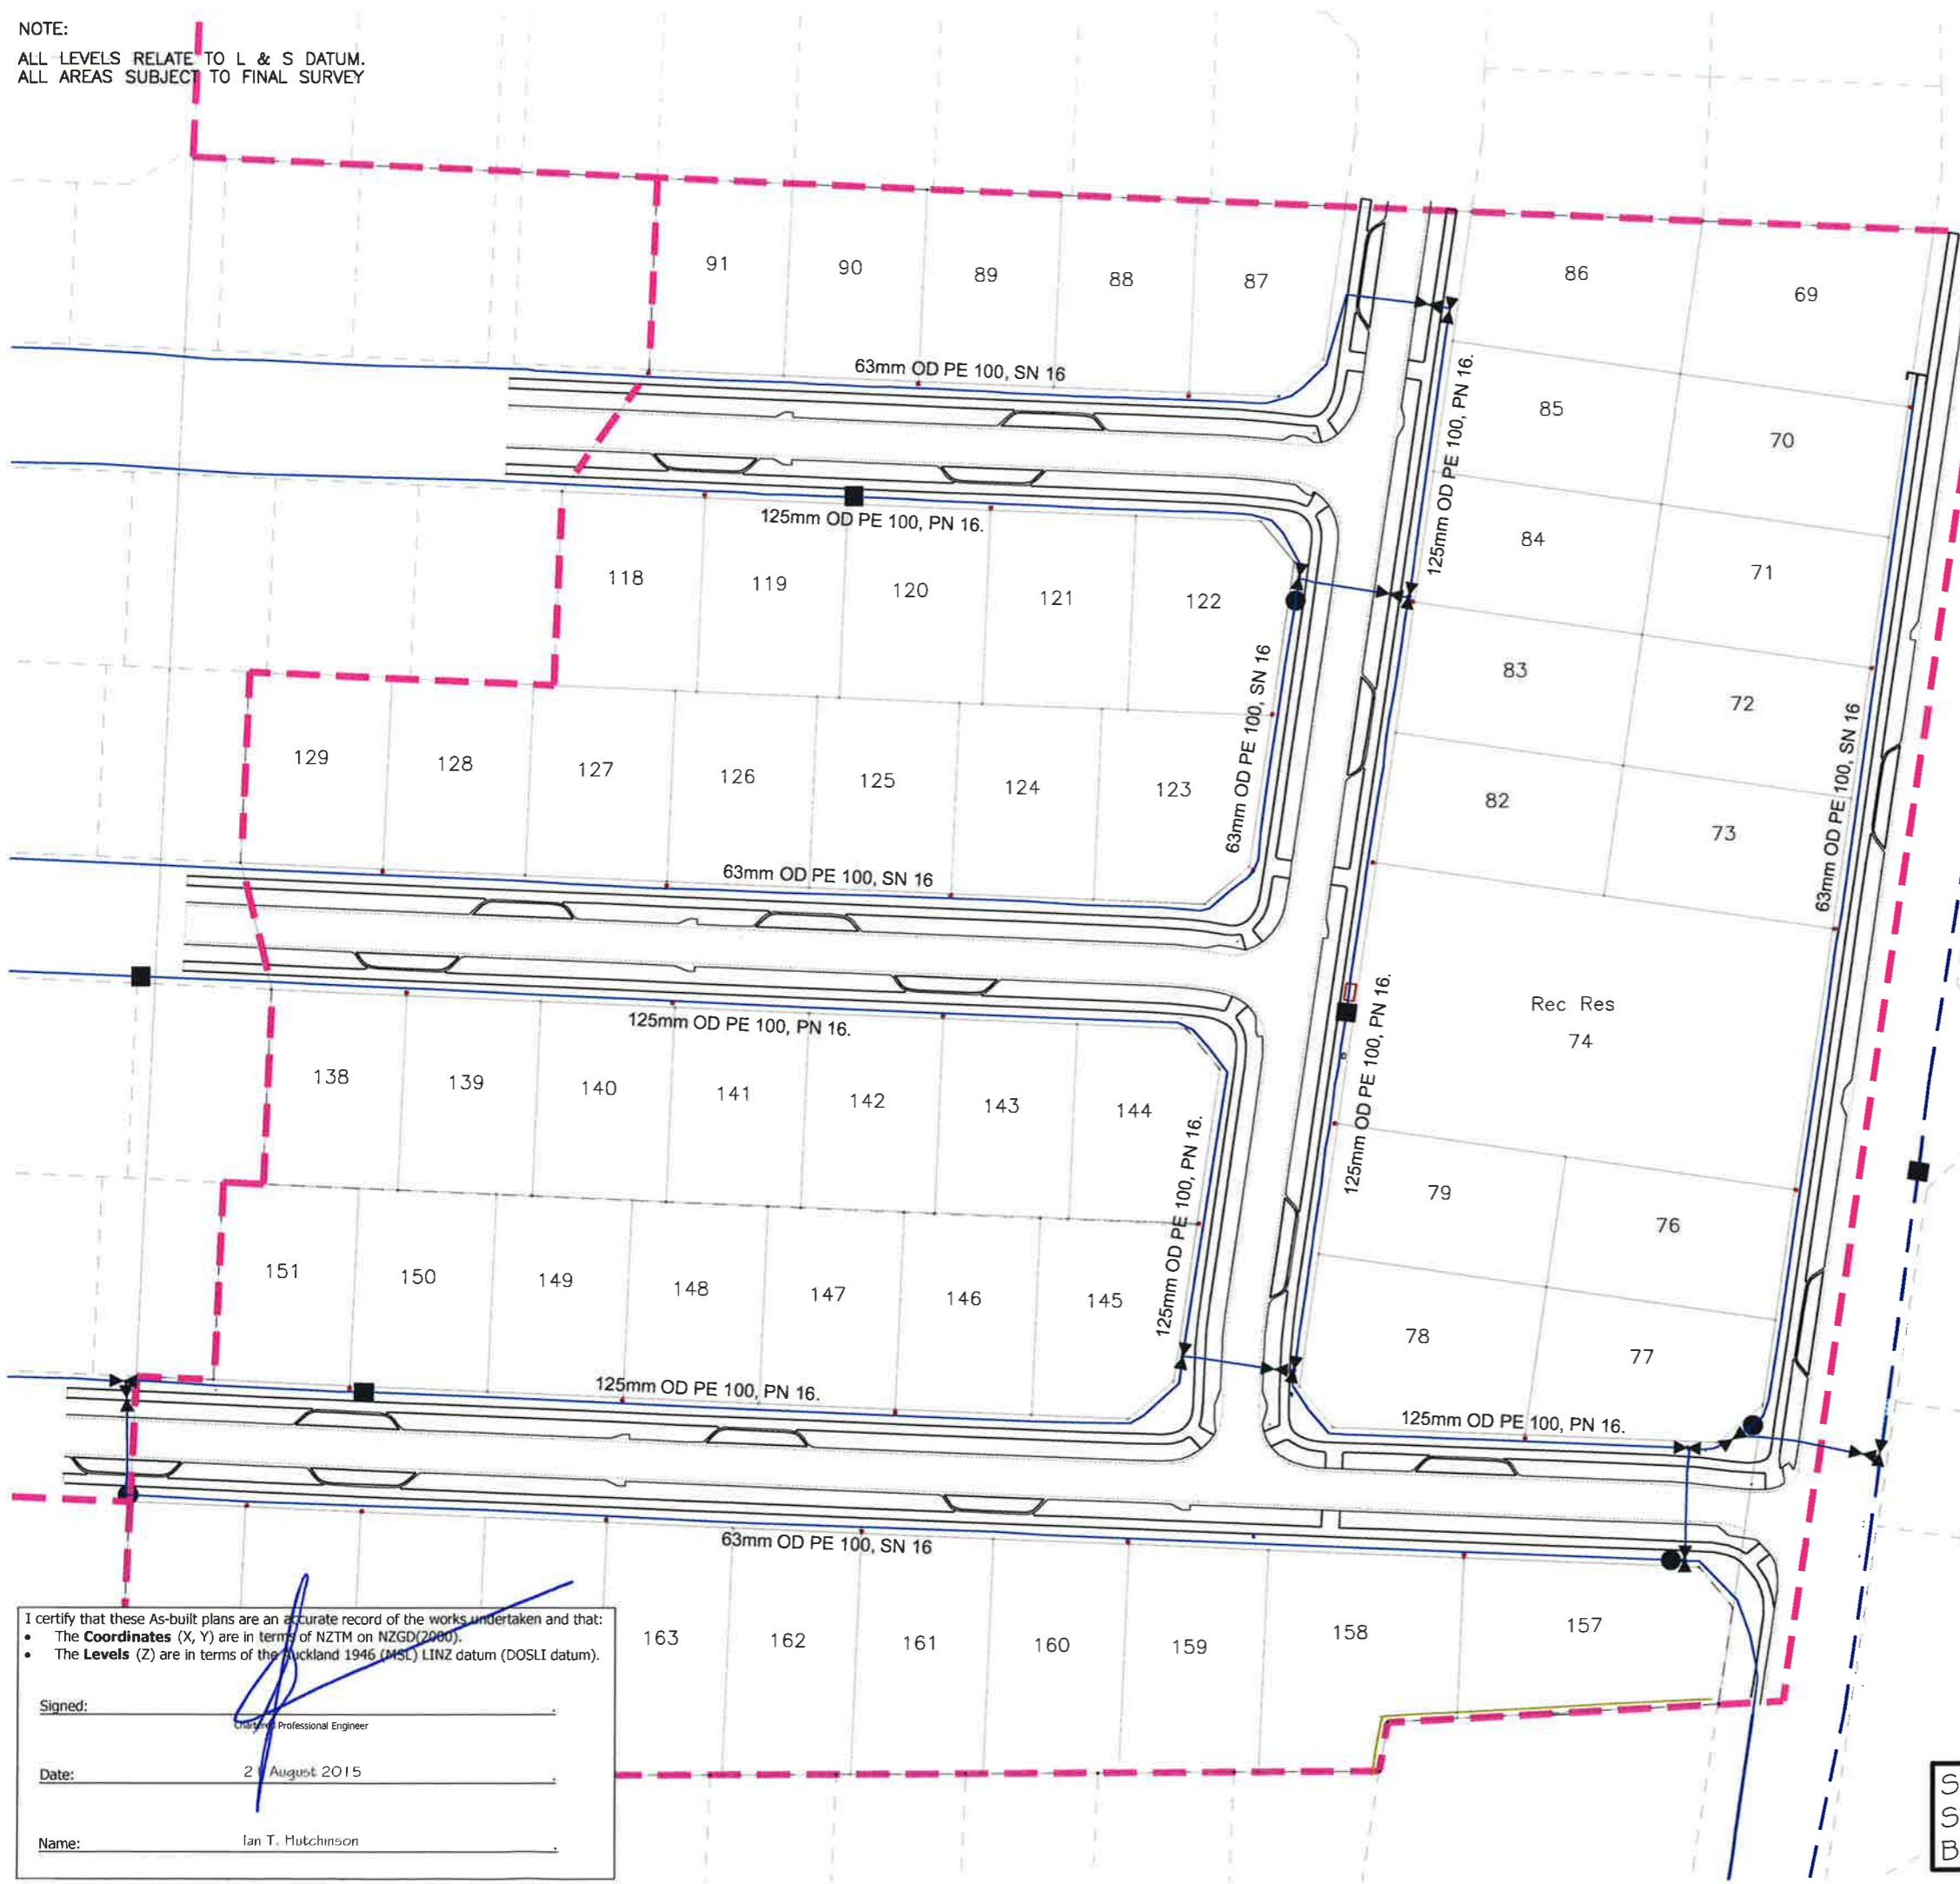 NOTE:
ALL LEVELS RELATE TO L & S DATUM.
ALL AREAS SUBJECT TO FINAL SURVEY
91
90
89
88
87
86
69
63mm OD PE 100, SN 16
125mm OD PE 100, PN 16.
85
70
125mm OD PE 100, PN 16.
84
71
118
119
120
121
122
83
72
63mm OD PE 100, SN 16
63mm OD PE 100, SN 16
129
128
127
126
125
124
123
82
73
63mm OD PE 100, SN 16
Rec Res
74
125mm OD PE 100, PN 16.
125mm OD PE 100, PN 16.
138
139
140
141
142
143
144
125mm OD PE 100, PN 16.
79
76
151
150
149
148
147
146
145
78
77
125mm OD PE 100, PN 16.
125mm OD PE 100, PN 16.
63mm OD PE 100, SN 16
163
162
161
160
159
158
157
I certify that these As-built plans are an accurate record of the works undertaken and that:
• The Coordinates (X, Y) are in terms of NZTM on NZGD(2000).
• The Levels (Z) are in terms of the Auckland 1946 (MSL) LINZ datum (DOSLI datum).
Signed:
Chartered Professional Engineer
Date: August 2015
Name: Ian T. Hutchinson
S
S
B